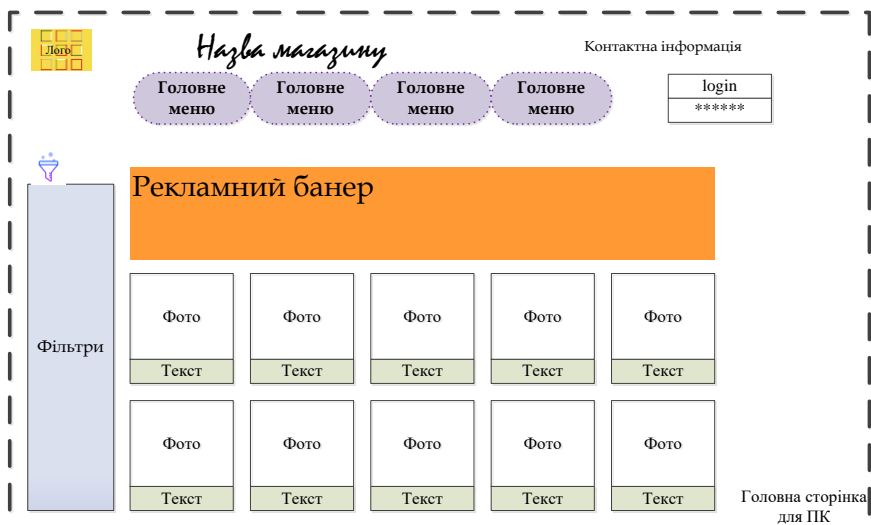 Лого
Назва магазину
Контактна інформація
Головне
меню
Головне
меню
Головне
меню
Головне
меню
login
******
Рекламний банер
Фільтри
Фото
Фото
Фото
Фото
Фото
Текст
Текст
Текст
Текст
Текст
Фото
Фото
Фото
Фото
Фото
Текст
Текст
Текст
Текст
Текст
Головна сторінка
для ПК